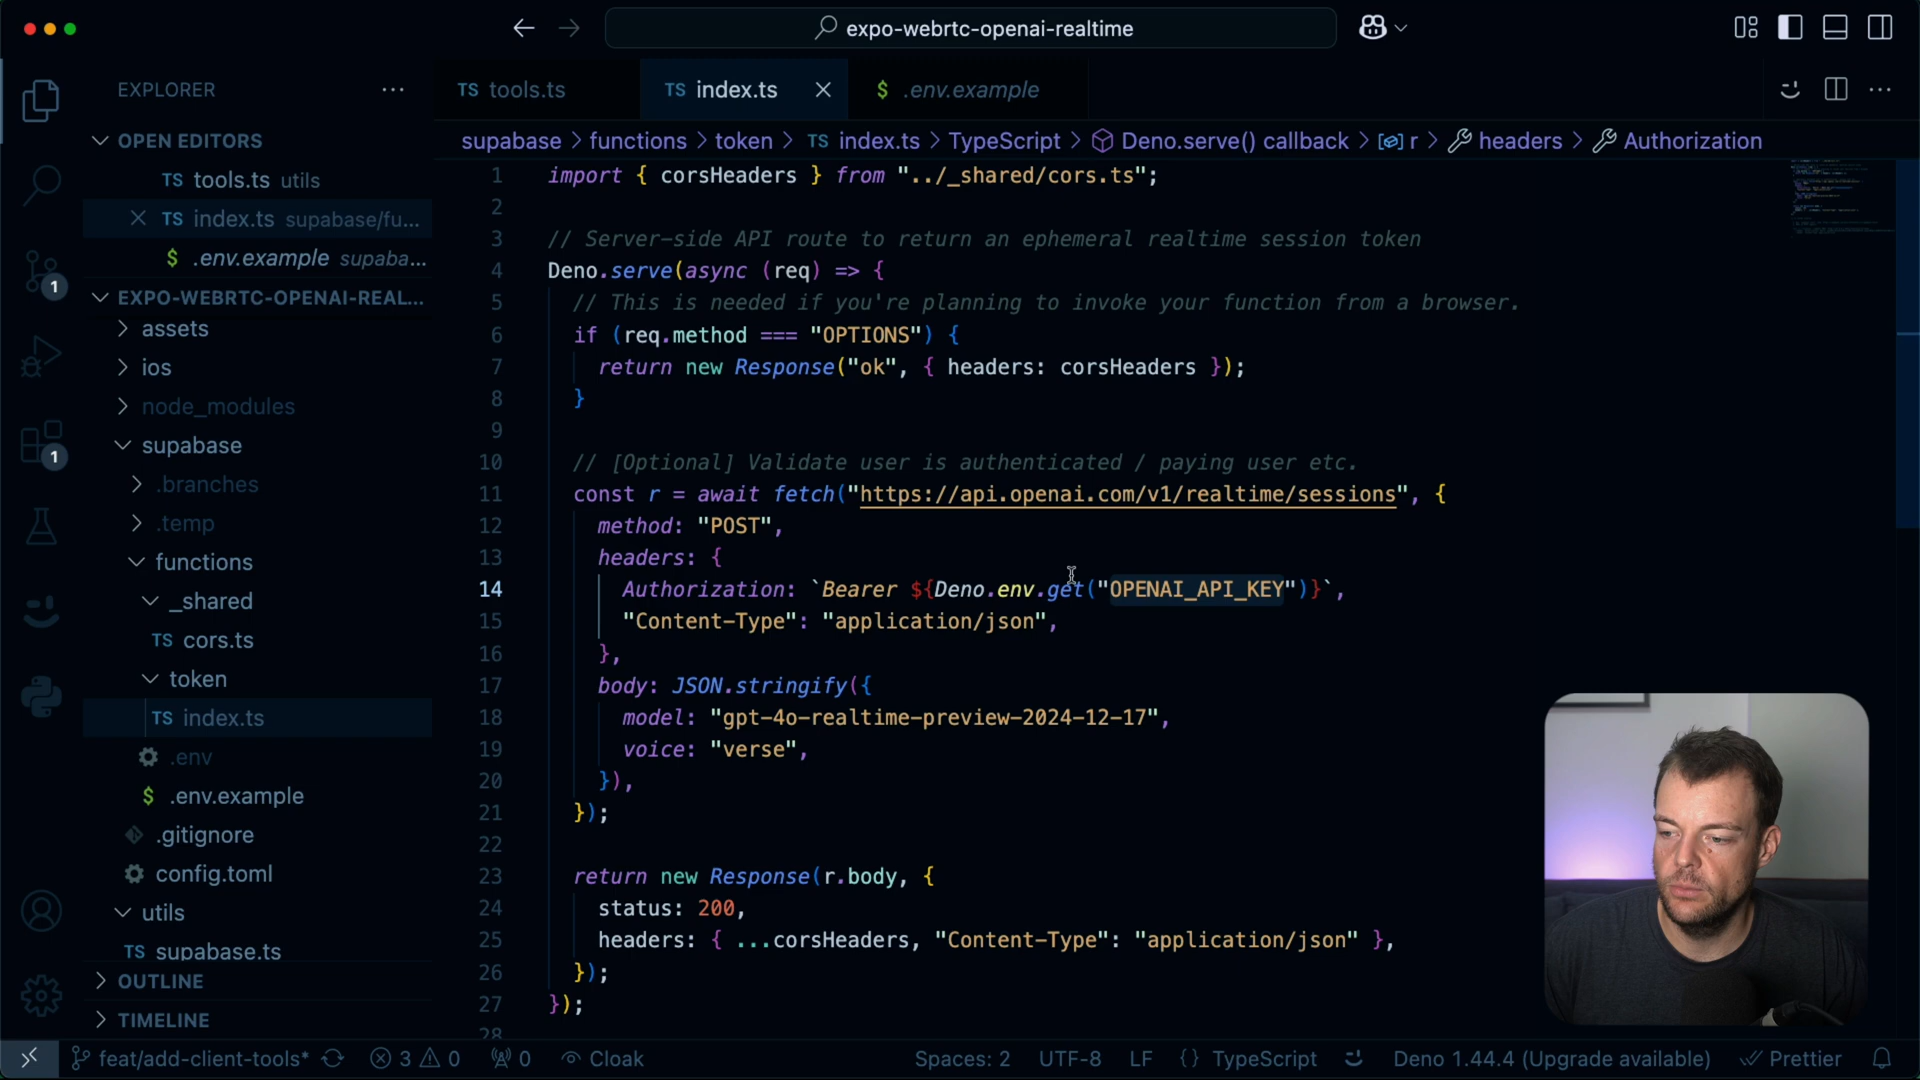 expo-webrtc-openai-realtime
EXPLORER
TS tools.ts
TS index.ts
$ .env.example
OPEN EDITORS
TS tools.ts utils
TS index.ts supabase/fu...
$ .env.example supaba...
EXPO-WEBRTC-OPENAI-REAL...
assets
ios
node_modules
supabase
.branches
.temp
functions
_shared
TS cors.ts
token
TS index.ts
.env
$ .env.example
.gitignore
config.toml
utils
TS supabase.ts
OUTLINE
TIMELINE
1
1
supabase > functions > token > TS index.ts > TypeScript > Deno.serve() callback > r > headers > Authorization
1 import { corsHeaders } from "../_shared/cors.ts";
2
3 // Server-side API route to return an ephemeral realtime session token
4 Deno.serve(async (req) => {
5 // This is needed if you're planning to invoke your function from a browser.
6 if (req.method === "OPTIONS") {
7 return new Response("ok", { headers: corsHeaders });
8 }
9
10 // [Optional] Validate user is authenticated / paying user etc.
11 const r = await fetch("https://api.openai.com/v1/realtime/sessions", {
12 method: "POST",
13 headers: {
14 Authorization: `Bearer ${Deno.env.get("OPENAI_API_KEY")}`,
15 "Content-Type": "application/json",
16 },
17 body: JSON.stringify({
18 model: "gpt-4o-realtime-preview-2024-12-17",
19 voice: "verse",
20 }),
21 });
22
23 return new Response(r.body, {
24 status: 200,
25 headers: { ...corsHeaders, "Content-Type": "application/json" },
26 });
27 });
28
feat/add-client-tools* 3 0 0 Cloak Spaces: 2 UTF-8 LF {} TypeScript Deno 1.44.4 (Upgrade available) Prettier